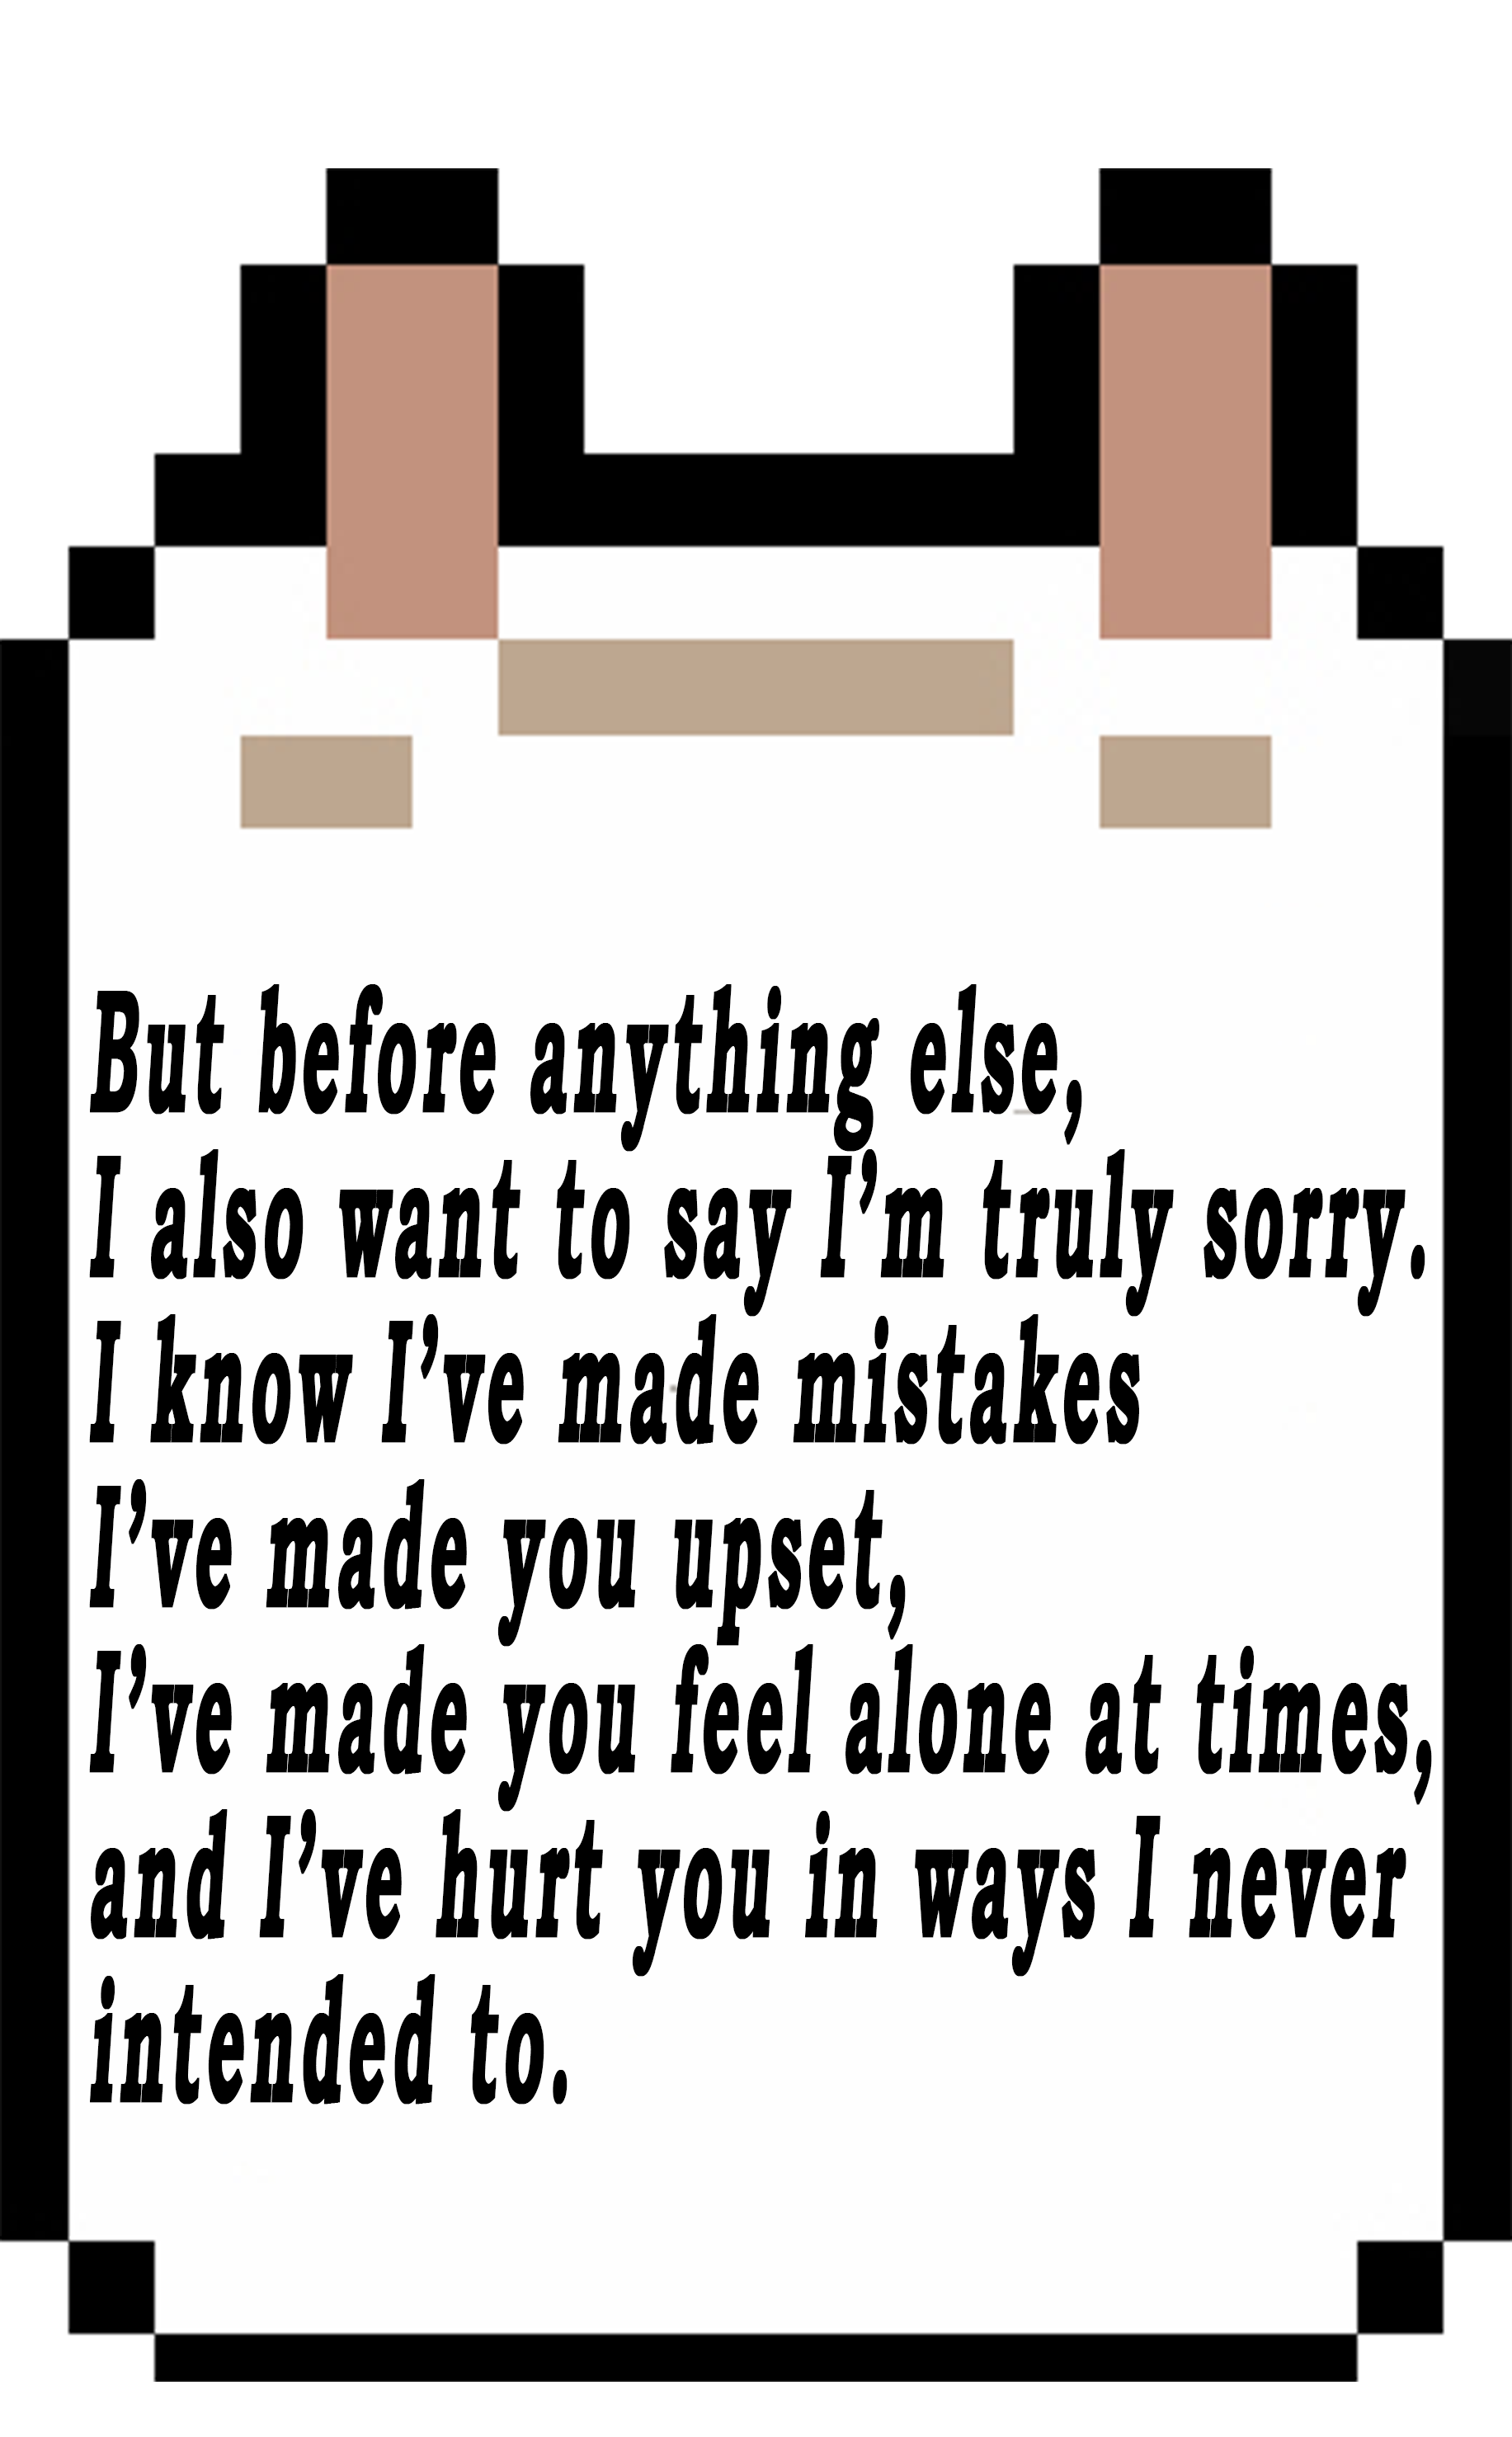 But before anything else,
I also want to say I’m truly sorry.
I know I’ve made mistakes
I’ve made you upset,
I’ve made you feel alone at times,
and I’ve hurt you in ways I never
intended to.